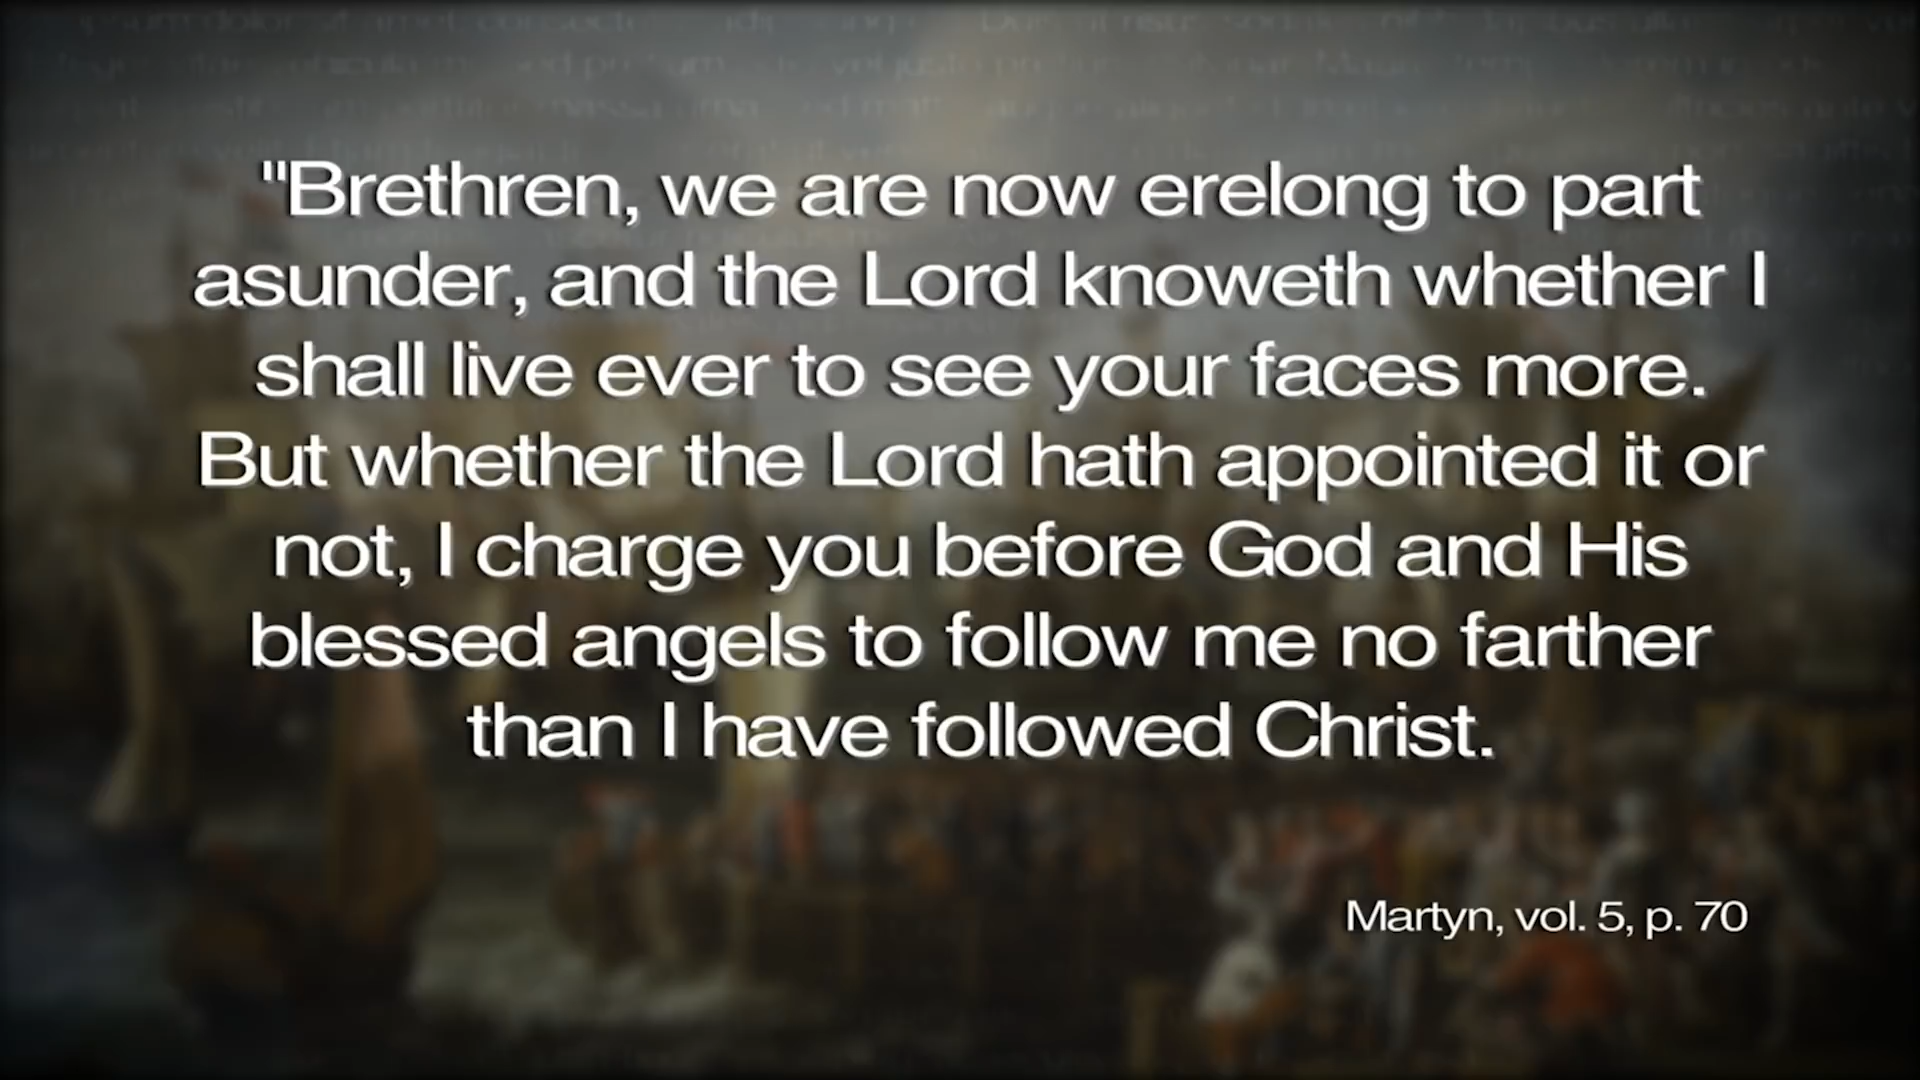 "Brethren, we are now erelong to part
asunder, and the Lord knoweth whether I
shall live ever to see your faces more.
But whether the Lord hath appointed it or
not, I charge you before God and His
blessed angels to follow me no farther
than I have followed Christ.
Martyn, vol. 5, p. 70